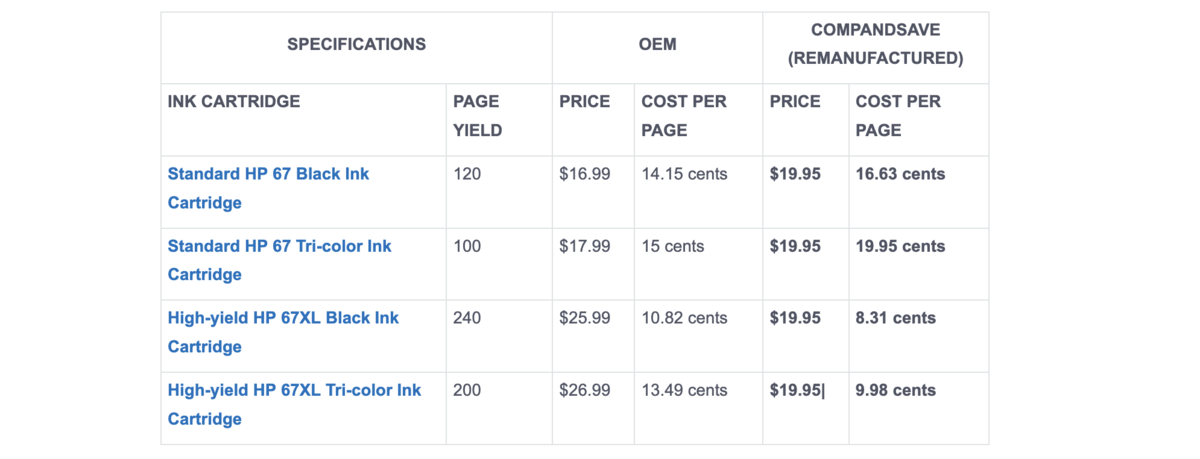 SPECIFICATIONS
OEM
COMPANDSAVE
(REMANUFACTURED)
INK CARTRIDGE
PAGE
YIELD
PRICE
COST PER
PAGE
PRICE
COST PER
PAGE
Standard HP 67 Black Ink
Cartridge
120
$16.99
14.15 cents
$19.95
16.63 cents
Standard HP 67 Tri-color Ink
Cartridge
100
$17.99
15 cents
$19.95
19.95 cents
High-yield HP 67XL Black Ink
Cartridge
240
$25.99
10.82 cents
$19.95
8.31 cents
High-yield HP 67XL Tri-color Ink
Cartridge
200
$26.99
13.49 cents
$19.95|
9.98 cents